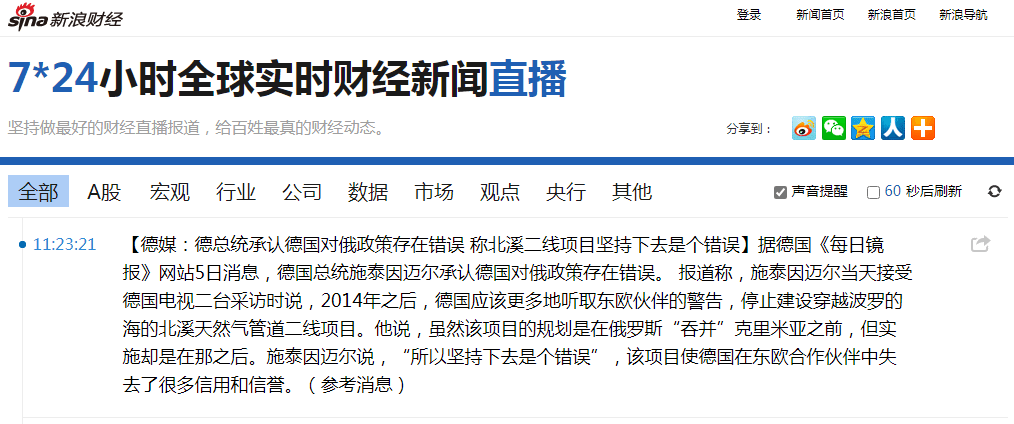 sina 新浪财经
登录 新闻首页 新浪首页 新浪导航
7*24小时全球实时财经新闻直播
坚持做最好的财经直播报道，给百姓最真的财经动态。
分享到：
全部 A股 宏观 行业 公司 数据 市场 观点 央行 其他
声音提醒 60 秒后刷新
11:23:21
【德媒：德总统承认德国对俄政策存在错误 称北溪二线项目坚持下去是个错误】据德国《每日镜
报》网站5日消息，德国总统施泰因迈尔承认德国对俄政策存在错误。 报道称，施泰因迈尔当天接受
德国电视二台采访时说，2014年之后，德国应该更多地听取东欧伙伴的警告，停止建设穿越波罗的
海的北溪天然气管道二线项目。他说，虽然该项目的规划是在俄罗斯“吞并”克里米亚之前，但实
施却是在那之后。施泰因迈尔说，“所以坚持下去是个错误”，该项目使德国在东欧合作伙伴中失
去了很多信用和信誉。（参考消息）